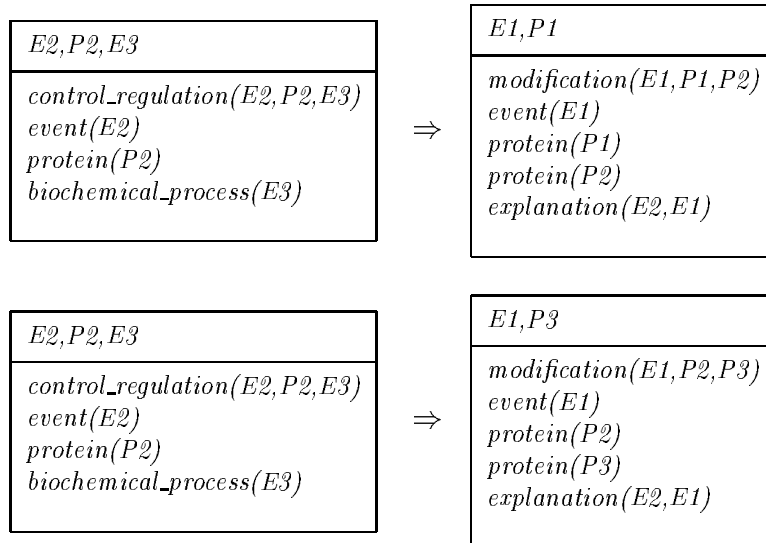 E2,P2,E3
control_regulation(E2,P2,E3)
event(E2)
protein(P2)
biochemical_process(E3)
⇒
E1,P1
modification(E1,P1,P2)
event(E1)
protein(P1)
protein(P2)
explanation(E2,E1)
E2,P2,E3
control_regulation(E2,P2,E3)
event(E2)
protein(P2)
biochemical_process(E3)
⇒
E1,P3
modification(E1,P2,P3)
event(E1)
protein(P2)
protein(P3)
explanation(E2,E1)